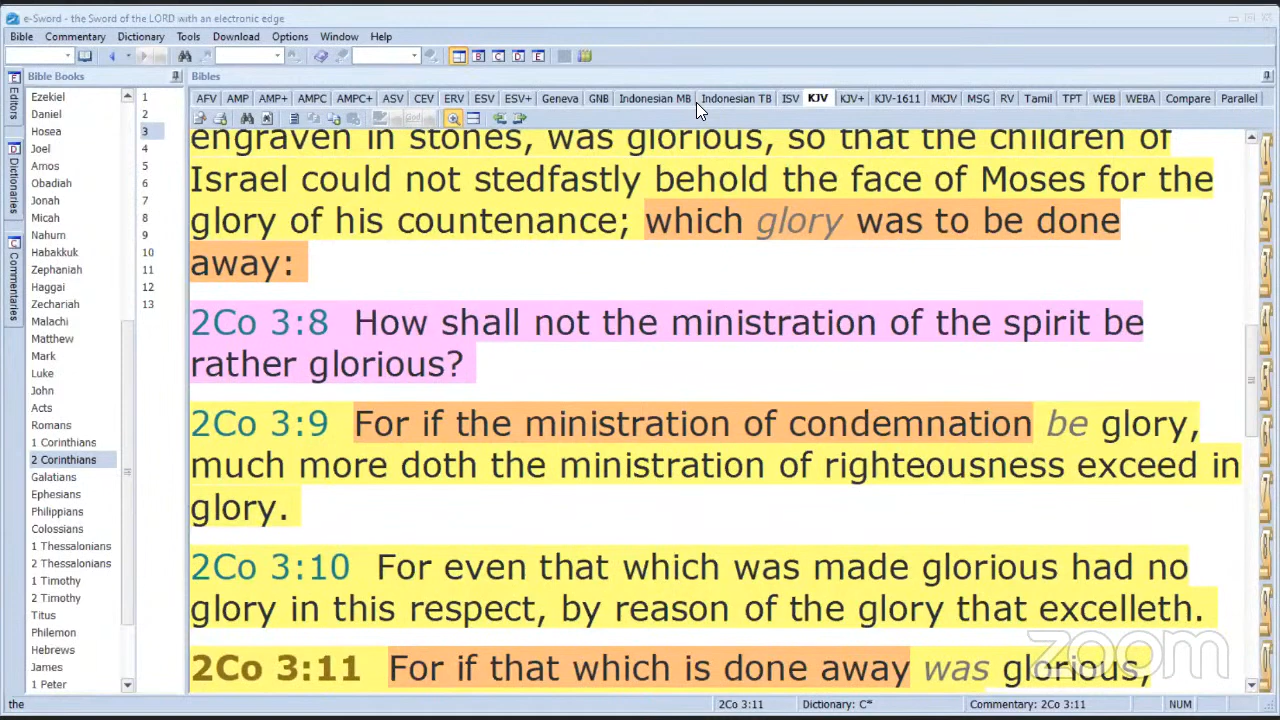 e-Sword - the Sword of the LORD with an electronic edge
Bible Commentary Dictionary Tools Download Options Window Help
Bible Books
Bibles
AFV AMP AMP+ AMPC AMPC+ ASV CEV ERV ESV ESV+ Geneva GNB Indonesian MB Indonesian TB ISV KJV KJV+ KJV-1611 MKJV MSG RV Tamil TPT WEB WEBA Compare Parallel
Editors
Dictionaries
Commentaries
Ezekiel
Daniel
Hosea
Joel
Amos
Obadiah
Jonah
Micah
Nahum
Habakkuk
Zephaniah
Haggai
Zechariah
Malachi
Matthew
Mark
Luke
John
Acts
Romans
1 Corinthians
2 Corinthians
Galatians
Ephesians
Philippians
Colossians
1 Thessalonians
2 Thessalonians
1 Timothy
2 Timothy
Titus
Philemon
Hebrews
James
1 Peter
1
2
3
4
5
6
7
8
9
10
11
12
13
engraven in stones, was glorious, so that the children of
Israel could not stedfastly behold the face of Moses for the
glory of his countenance; which glory was to be done
away:
2Co 3:8 How shall not the ministration of the spirit be
rather glorious?
2Co 3:9 For if the ministration of condemnation be glory,
much more doth the ministration of righteousness exceed in
glory.
2Co 3:10 For even that which was made glorious had no
glory in this respect, by reason of the glory that excelleth.
2Co 3:11 For if that which is done away was glorious,
zoom
the
2Co 3:11
Dictionary: C*
Commentary: 2Co 3:11
NUM